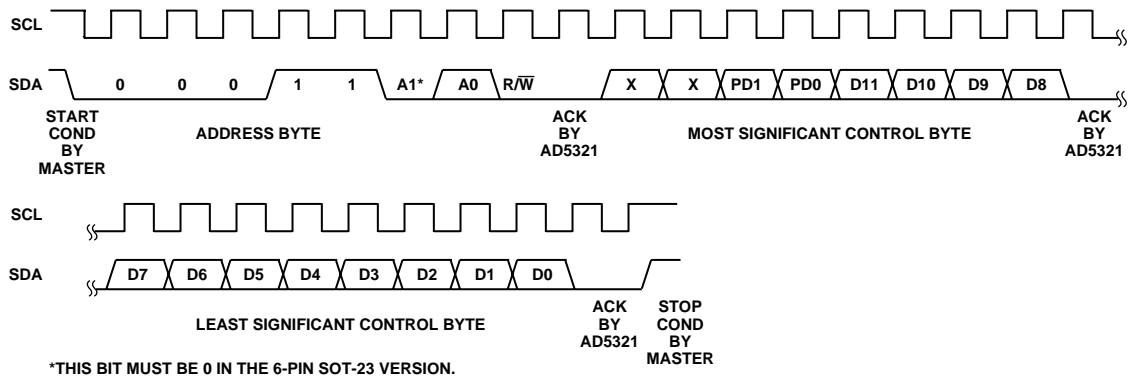 SCL
SDA 0 0 0 1 1 A1* A0 R/W̅ X X PD1 PD0 D11 D10 D9 D8
START COND BY MASTER
ADDRESS BYTE
ACK BY AD5321
MOST SIGNIFICANT CONTROL BYTE
ACK BY AD5321
SCL
SDA D7 D6 D5 D4 D3 D2 D1 D0
LEAST SIGNIFICANT CONTROL BYTE
ACK BY AD5321
STOP COND BY MASTER
*THIS BIT MUST BE 0 IN THE 6-PIN SOT-23 VERSION.